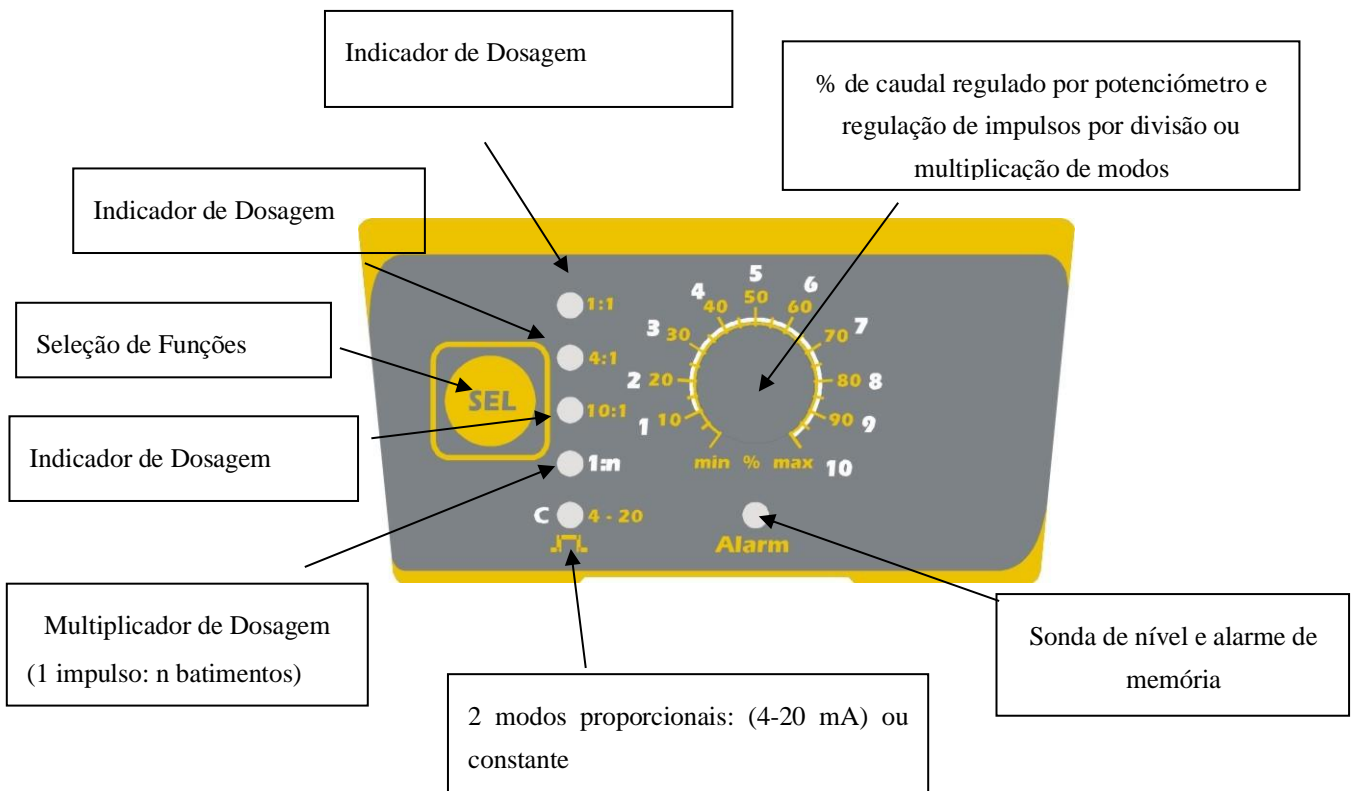 Indicador de Dosagem
% de caudal regulado por potenciómetro e
regulação de impulsos por divisão ou
multiplicação de modos
Indicador de Dosagem
Seleção de Funções
Indicador de Dosagem
Multiplicador de Dosagem
(1 impulso: n batimentos)
2 modos proporcionais: (4-20 mA) ou
constante
Sonda de nível e alarme de
memória
SEL
1:1
4:1
10:1
1:n
C 4 - 20
1 2 3 4 5 6 7 8 9 10
10 20 30 40 50 60 70 80 90
min % max
Alarm